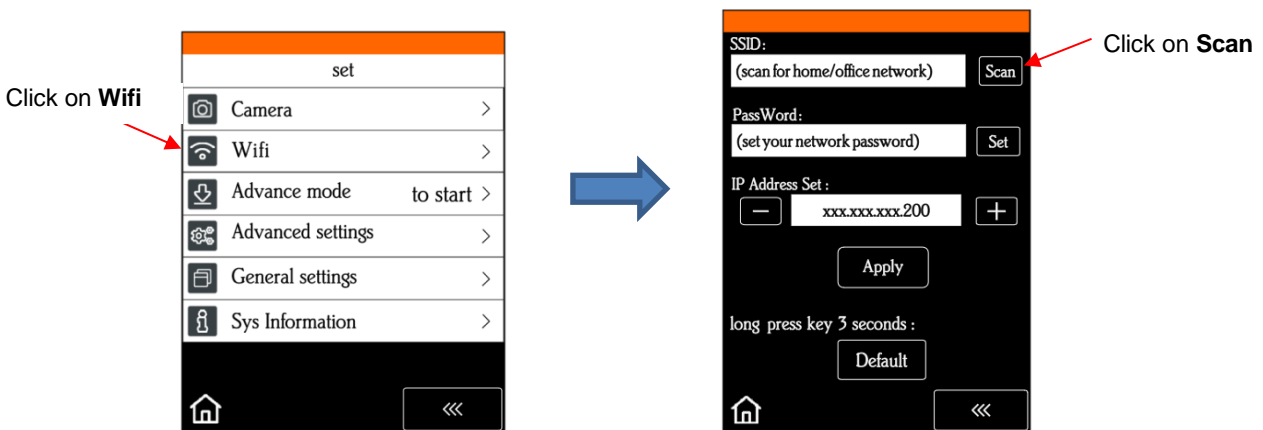 Click on Wifi
set
Camera >
Wifi >
Advance mode to start >
Advanced settings >
General settings >
Sys Information >
<<<
SSID:
(scan for home/office network) Scan
Click on Scan
PassWord:
(set your network password) Set
IP Address Set :
— xxx.xxx.xxx.200 +
Apply
long press key 3 seconds :
Default
<<<